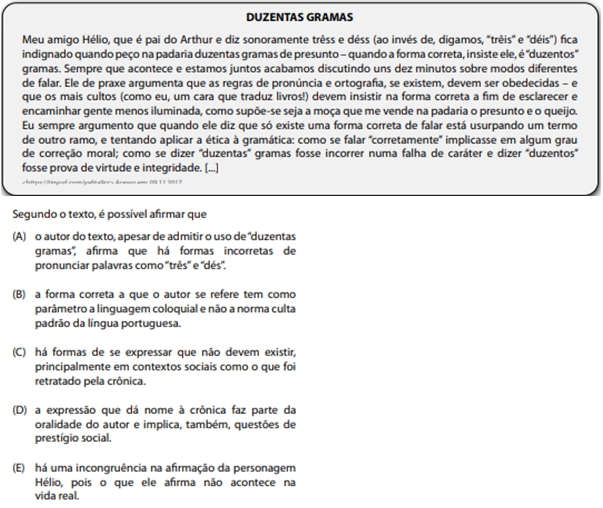 DUZENTAS GRAMAS
Meu amigo Hélio, que é pai do Arthur e diz sonoramente trêss e déss (ao invés de, digamos, “trêis” e “déis”) fica
indignado quando peço na padaria duzentas gramas de presunto – quando a forma correta, insiste ele, é “duzentos”
gramas. Sempre que acontece e estamos juntos acabamos discutindo uns dez minutos sobre modos diferentes
de falar. Ele de praxe argumenta que as regras de pronúncia e ortografia, se existem, devem ser obedecidas – e
que os mais cultos (como eu, um cara que traduz livros!) devem insistir na forma correta a fim de esclarecer e
encaminhar gente menos iluminada, como supõe-se seja a moça que me vende na padaria o presunto e o queijo.
Eu sempre argumento que quando ele diz que só existe uma forma correta de falar está usurpando um termo
de outro ramo, e tentando aplicar a ética à gramática: como se falar “corretamente” implicasse em algum grau
de correção moral; como se dizer “duzentas” gramas fosse incorrer numa falha de caráter e dizer “duzentos”
fosse prova de virtude e integridade. [...]
Acesso em: 09.11.2017
Segundo o texto, é possível afirmar que
(A) o autor do texto, apesar de admitir o uso de “duzentas
gramas”, afirma que há formas incorretas de
pronunciar palavras como “três” e “dés”.
(B) a forma correta a que o autor se refere tem como
parâmetro a linguagem coloquial e não a norma culta
padrão da língua portuguesa.
(C) há formas de se expressar que não devem existir,
principalmente em contextos sociais como o que foi
retratado pela crônica.
(D) a expressão que dá nome à crônica faz parte da
oralidade do autor e implica, também, questões de
prestígio social.
(E) há uma incongruência na afirmação da personagem
Hélio, pois o que ele afirma não acontece na
vida real.